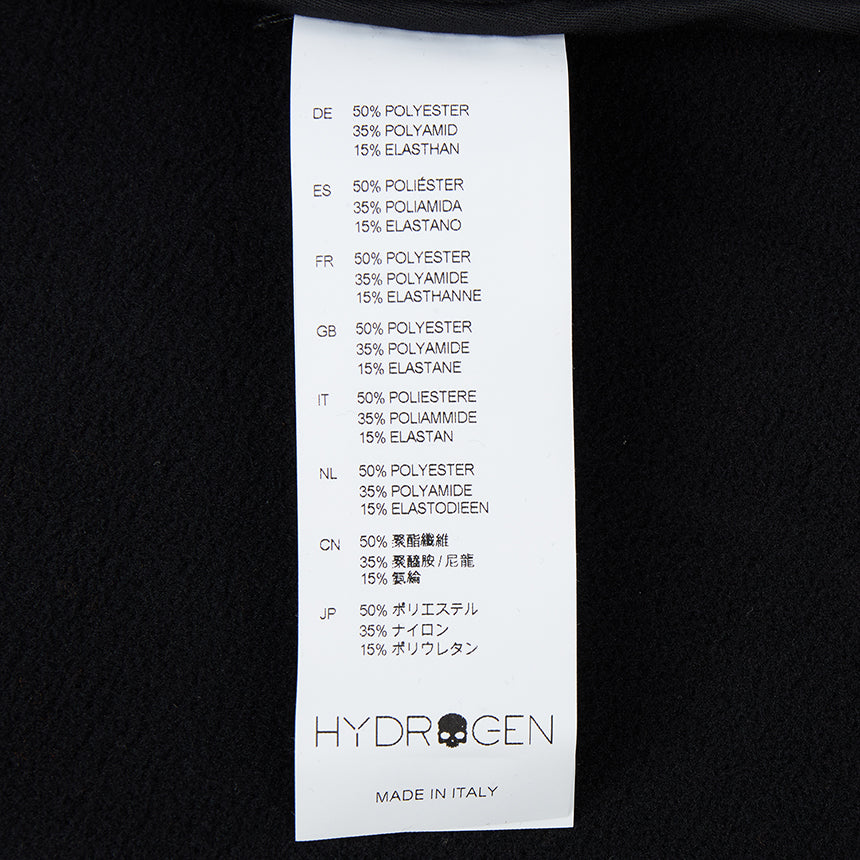 DE 50% POLYESTER
35% POLYAMID
15% ELASTHAN
ES 50% POLIÉSTER
35% POLIAMIDA
15% ELASTANO
FR 50% POLYESTER
35% POLYAMIDE
15% ELASTHANNE
GB 50% POLYESTER
35% POLYAMIDE
15% ELASTANE
IT 50% POLIESTERE
35% POLIAMMIDE
15% ELASTAN
NL 50% POLYESTER
35% POLYAMIDE
15% ELASTODIEEN
CN 50% 聚酯纖維
35% 聚醯胺 / 尼龍
15% 氨綸
JP 50% ポリエステル
35% ナイロン
15% ポリウレタン
HYDROGEN
MADE IN ITALY